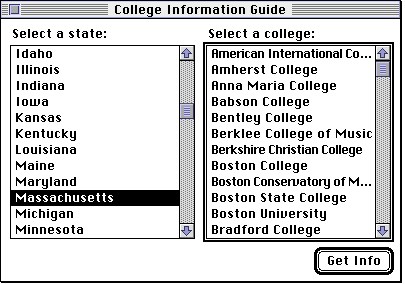 College Information Guide
Select a state:
Idaho
Illinois
Indiana
Iowa
Kansas
Kentucky
Louisiana
Maine
Maryland
Massachusetts
Michigan
Minnesota
Select a college:
American International Co...
Amherst College
Anna Maria College
Babson College
Bentley College
Berklee College of Music
Berkshire Christian College
Boston College
Boston Conservatory of M...
Boston State College
Boston University
Bradford College
Get Info